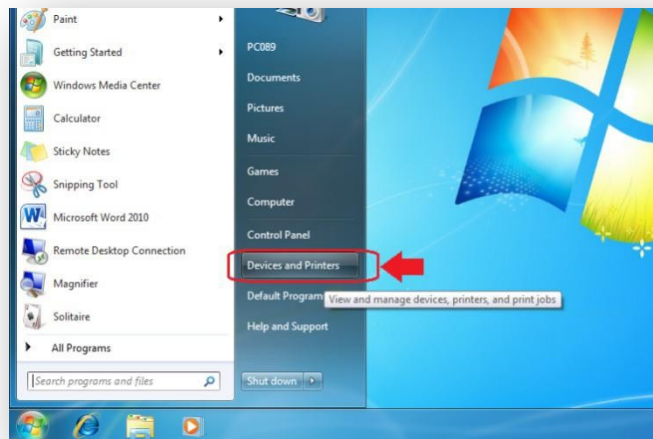 Paint
Getting Started
Windows Media Center
Calculator
Sticky Notes
Snipping Tool
Microsoft Word 2010
Remote Desktop Connection
Magnifier
Solitaire
All Programs
Search programs and files
PC089
Documents
Pictures
Music
Games
Computer
Control Panel
Devices and Printers
Default Program
View and manage devices, printers, and print jobs
Help and Support
Shut down